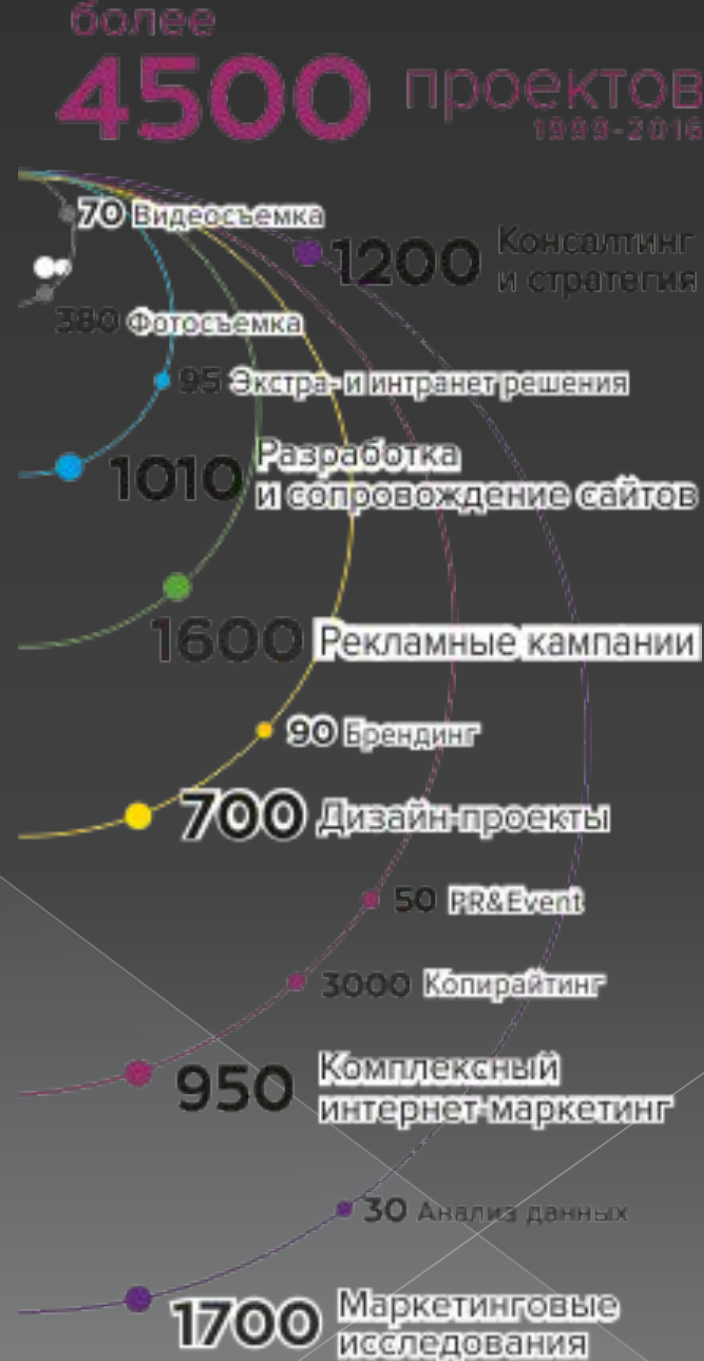 более
4500 проектов
1999-2016
70 Видеосъемка
1200 Консалтинг
и стратегия
380 Фотосъемка
95 Экстра- и интранет решения
1010 Разработка
и сопровождение сайтов
1600 Рекламные кампании
90 Брендинг
700 Дизайн-проекты
50 PR&Event
3000 Копирайтинг
950 Комплексный
интернет-маркетинг
30 Анализ данных
1700 Маркетинговые
исследования